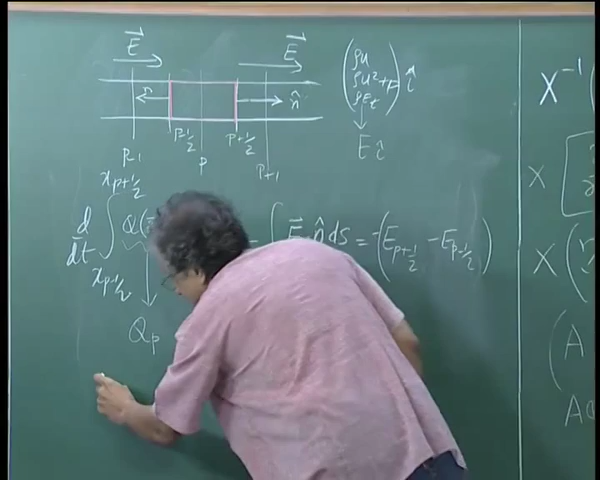 E⃗ E⃗
n̂ n̂
p-1 p-1/2 p p+1/2 p+1
(ρu
ρu²+p
ρE_t) î
E î
d/dt ∫_{x_{p-1/2}}^{x_{p+1/2}} Q( ∫ E⃗ n̂ ds = -(E_{p+1/2} - E_{p-1/2})
Q_p
X⁻¹
X [
X (
(A